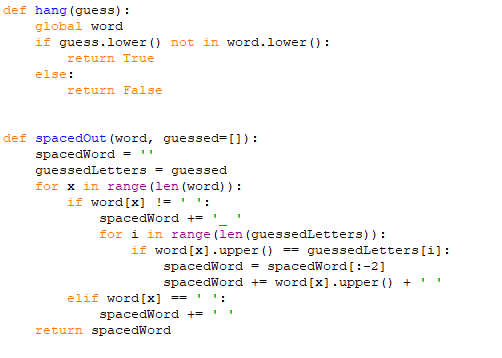 def hang(guess):
    global word
    if guess.lower() not in word.lower():
        return True
    else:
        return False

def spacedOut(word, guessed=[]):
    spacedWord = ''
    guessedLetters = guessed
    for x in range(len(word)):
        if word[x] != ' ':
            spacedWord += '_ '
            for i in range(len(guessedLetters)):
                if word[x].upper() == guessedLetters[i]:
                    spacedWord = spacedWord[:-2]
                    spacedWord += word[x].upper() + ' '
        elif word[x] == ' ':
            spacedWord += ' '
    return spacedWord